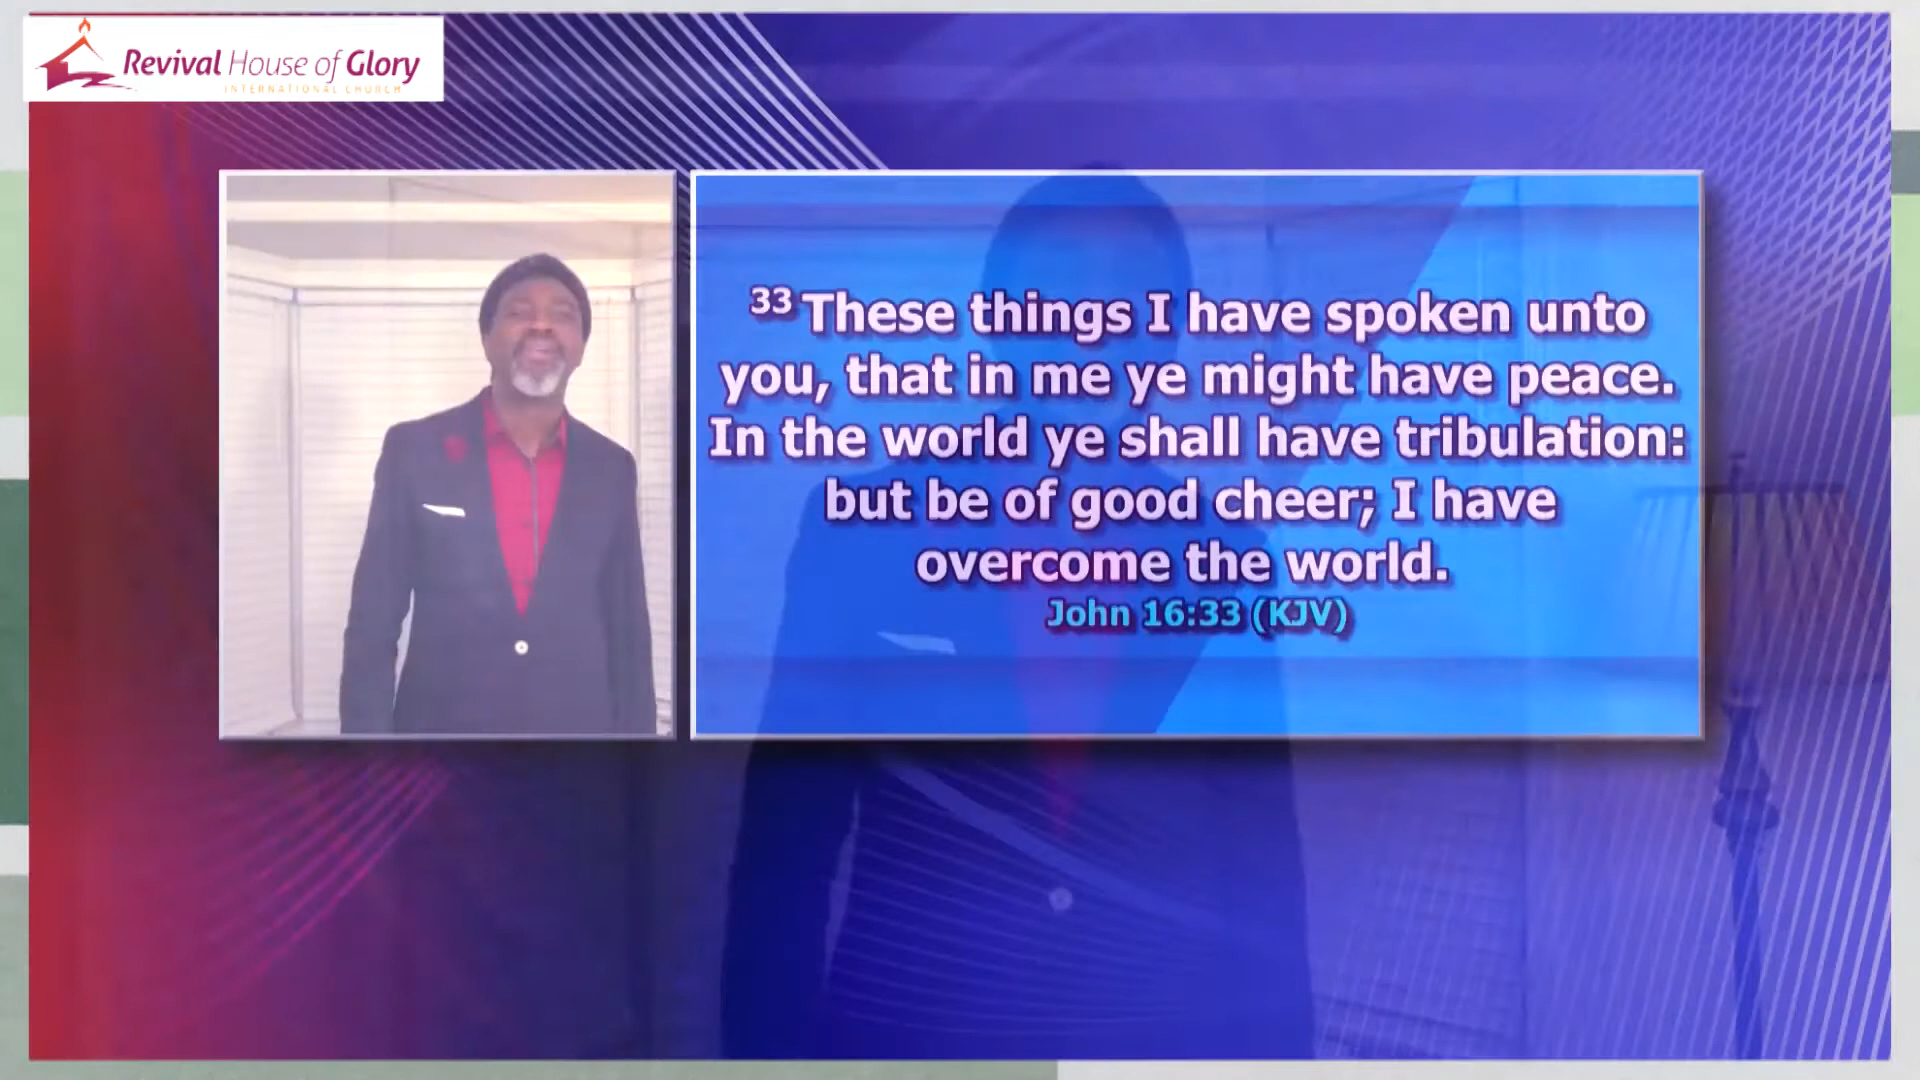 Revival House of Glory
INTERNATIONAL CHURCH
33 These things I have spoken unto
you, that in me ye might have peace.
In the world ye shall have tribulation:
but be of good cheer; I have
overcome the world.
John 16:33 (KJV)